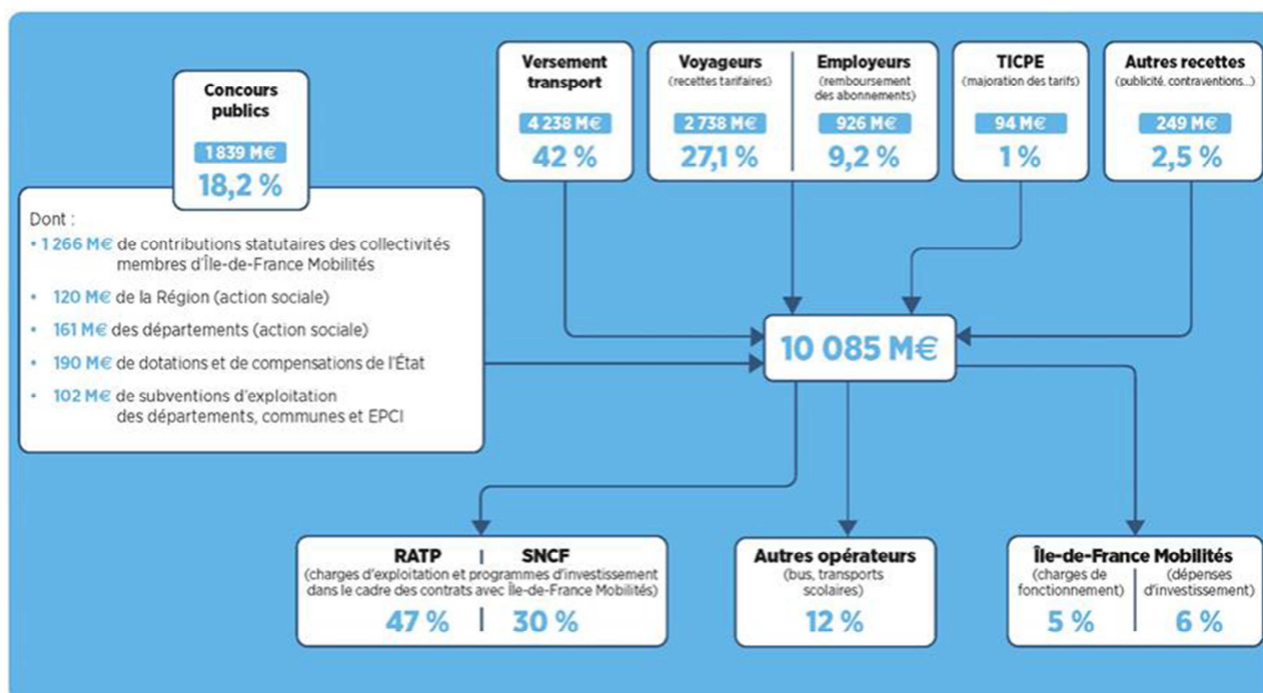 Concours
publics
1 839 M€
18,2 %
Dont :
• 1 266 M€ de contributions statutaires des collectivités
membres d'Île-de-France Mobilités
• 120 M€ de la Région (action sociale)
• 161 M€ des départements (action sociale)
• 190 M€ de dotations et de compensations de l'État
• 102 M€ de subventions d'exploitation
des départements, communes et EPCI
Versement
transport
4 238 M€
42 %
Voyageurs
(recettes tarifaires)
2 738 M€
27,1 %
Employeurs
(remboursement
des abonnements)
926 M€
9,2 %
TICPE
(majoration des tarifs)
94 M€
1 %
Autres recettes
(publicité, contraventions...)
249 M€
2,5 %
10 085 M€
RATP | SNCF
(charges d'exploitation et programmes d'investissement
dans le cadre des contrats avec Île-de-France Mobilités)
47 % | 30 %
Autres opérateurs
(bus, transports
scolaires)
12 %
Île-de-France Mobilités
(charges de
fonctionnement)
5 %
(dépenses
d'investissement)
6 %